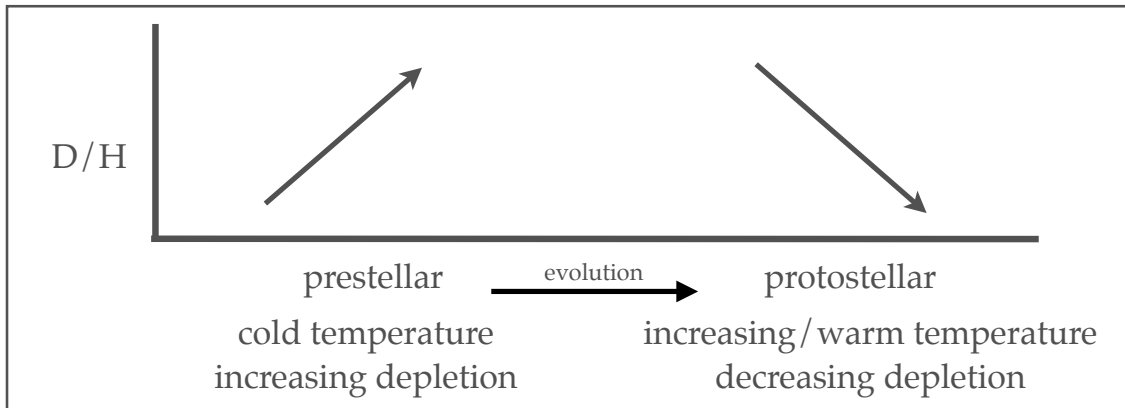 D/H
evolution
prestellar
protostellar
cold temperature
increasing/warm temperature
increasing depletion
decreasing depletion